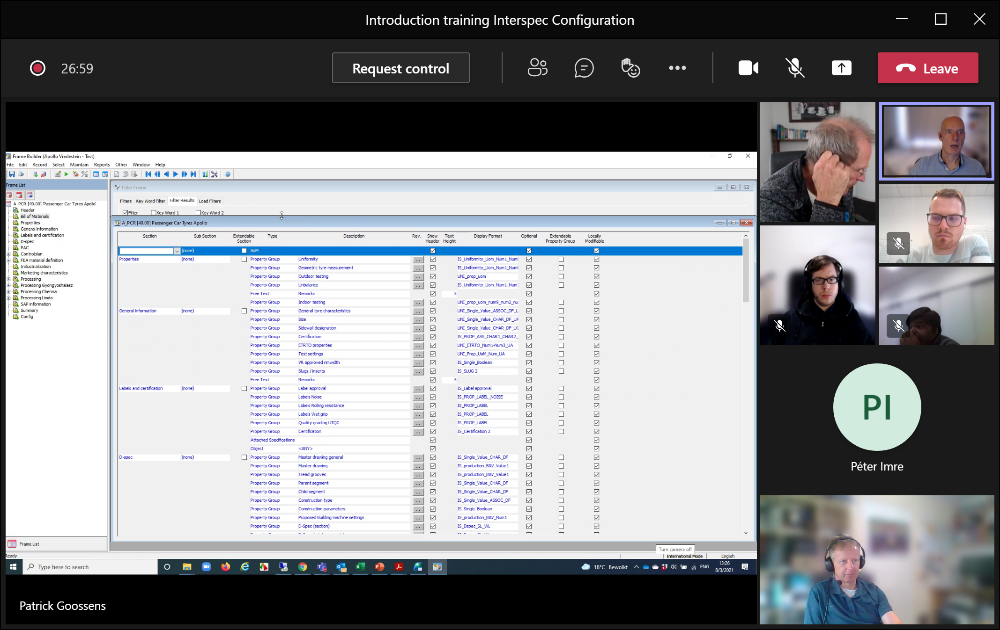 Introduction training Interspec Configuration
26:59
Request control
Leave
Frame Builder (Apollo Vredestein - Test)
File Edit Record Select Maintain Reports Other Window Help
Frame List
A_PCR [49.00] 'Passenger Car Tyres Apollo'
Header
Bill of Materials
Properties
General information
Labels and certification
D-spec
PAC
Controlplan
FEA material definition
Industrialization
Marketing characteristics
Processing
Processing Gyongyoshalasz
Processing Chennai
Processing Limda
SAP information
Summary
Config
Frame List
Ready
Filter Frame
Filters Key Word Filter Filter Results Load Filters
Filter Key Word 1 Key Word 2
A_PCR [49.00] Passenger Car Tyres Apollo
Section Sub Section Extendable Section Type Description Rev. Show Header Text Height Display Format Optional Extendable Property Group Locally Modifiable
(none) BoM
Properties (none) Property Group Uniformity ... IS_Uniformity_Uom_Num1_Num
Property Group Geometric tyre measurement ... IS_Uniformity_Uom_Num1_Num
Property Group Outdoor testing ... UNI_prop_uom
Property Group Unbalance ... IS_Uniformity_Uom_Num1_Num
Free Text Remarks 5
Property Group Indoor testing ... UNI_prop_uom_num9_num2_nu
General information (none) Property Group General tyre characteristics ... UNI_Single_Value_ASSOC_DF_U
Property Group Size ... UNI_Single_Value_CHAR_DF_UA
Property Group Sidewall designation ... UNI_Single_Value_CHAR_DF_UC
Property Group Certification ... IS_PROP_ASS_CHAR1_CHAR2_
Property Group ETRTO properties ... UNI_ETRTO_Num1-Num3_UA
Property Group Test settings ... UNI_Prop_UoM_Num_UA
Property Group VR approved rimwidth ... IS_Single_Boolean
Property Group Slugs / inserts ... IS_SLUG 2
Free Text Remarks 5
Labels and certification (none) Property Group Label approval ... IS_Label approval
Property Group Labels Noise ... IS_PROP_LABEL_NOISE
Property Group Labels Rolling resistance ... IS_PROP_LABEL
Property Group Labels Wet grip ... IS_PROP_LABEL
Property Group Quality grading UTQG ... IS_PROP_LABEL
Property Group Certification ... IS_Certification 2
Attached Specifications
Object <ANY>
D-spec (none) Property Group Master drawing general ... IS_Single_Value_CHAR_DF
Property Group Master drawing ... IS_production_B&V_Value1
Property Group Tread grooves ... IS_production_B&V_Value1
Property Group Parent segment ... IS_Single_Value_CHAR_DF
Property Group Child segment ... IS_Single_Value_CHAR_DF
Property Group Construction type ... IS_Single_Value_ASSOC_DF
Property Group Construction parameters ... IS_Single_Boolean
Property Group Proposed Building machine settings ... IS_production_B&V_Num1
Property Group D-Spec (section) ... IS_Dspec_SL_WL
Turn camera off
International Mode English
Type here to search
18°C Bewolkt ENG 13:26
8/3/2021
Patrick Goossens
PI
Péter Imre